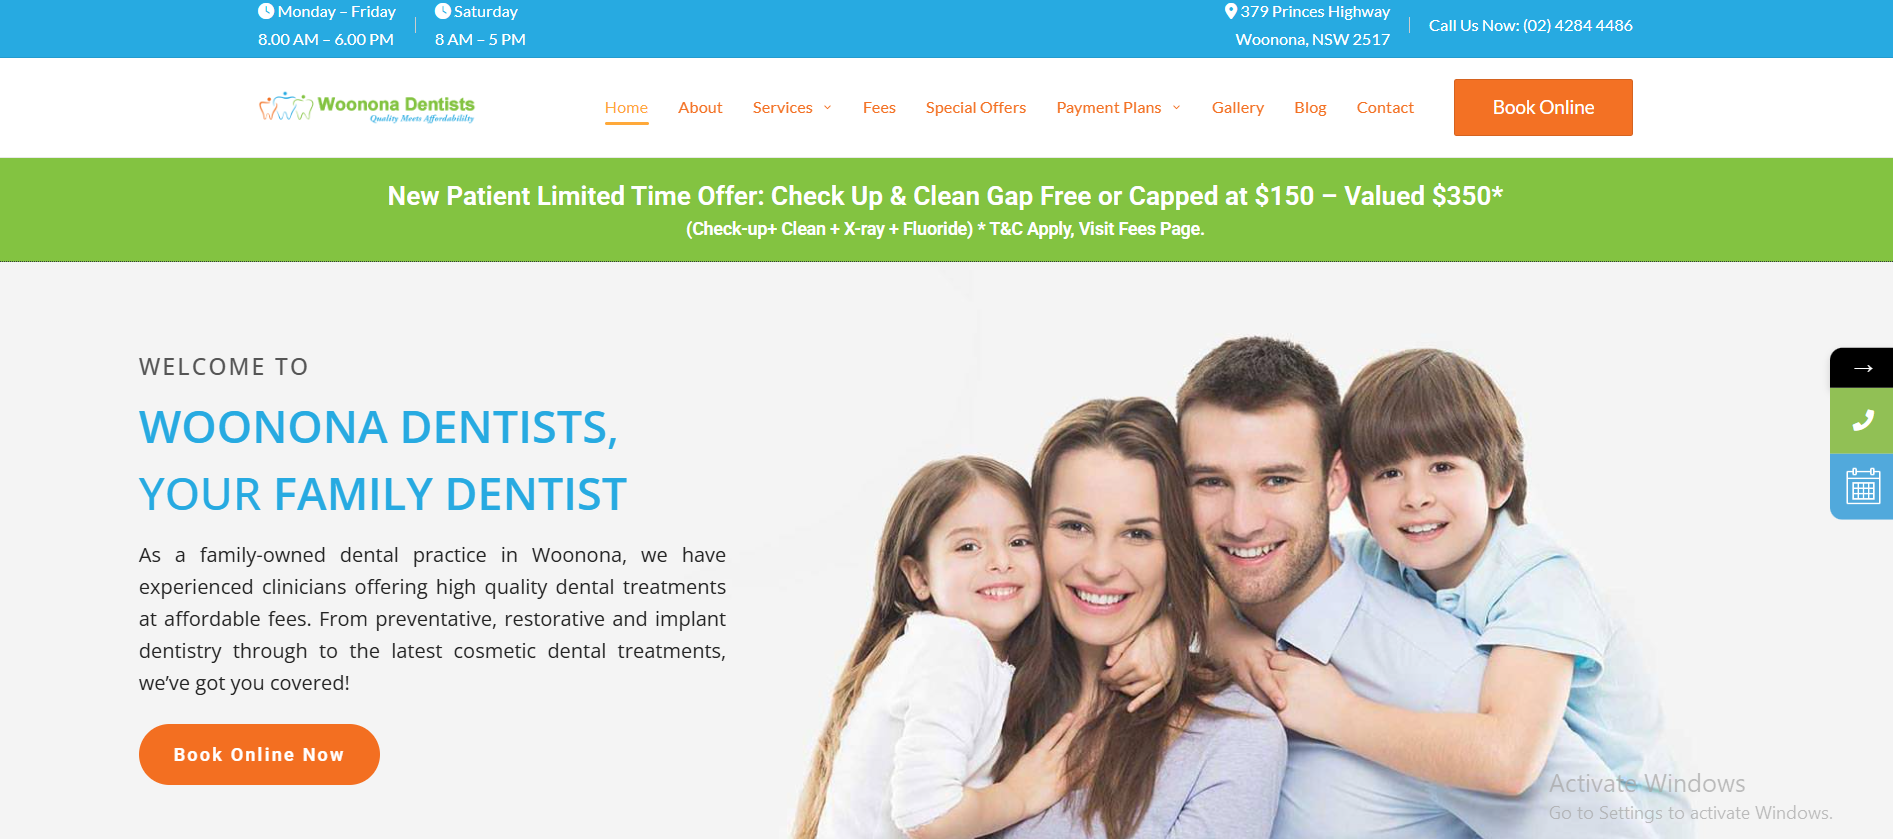 Monday – Friday
8.00 AM – 6.00 PM
Saturday
8 AM – 5 PM
379 Princes Highway
Woonona, NSW 2517
Call Us Now: (02) 4284 4486
Woonona Dentists
Quality Meets Affordability
Home About Services Fees Special Offers Payment Plans Gallery Blog Contact Book Online
New Patient Limited Time Offer: Check Up & Clean Gap Free or Capped at $150 – Valued $350*
(Check-up+ Clean + X-ray + Fluoride) * T&C Apply, Visit Fees Page.
WELCOME TO
WOONONA DENTISTS,
YOUR FAMILY DENTIST
As a family-owned dental practice in Woonona, we have
experienced clinicians offering high quality dental treatments
at affordable fees. From preventative, restorative and implant
dentistry through to the latest cosmetic dental treatments,
we’ve got you covered!
Book Online Now
Activate Windows
Go to Settings to activate Windows.